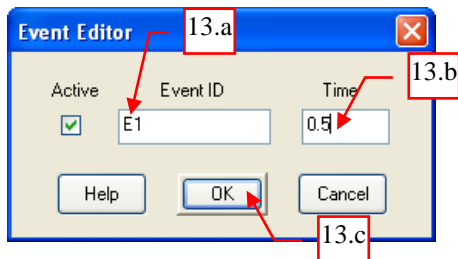 Event Editor
13.a
13.b
Active Event ID Time
E1 0.5
Help OK Cancel
13.c